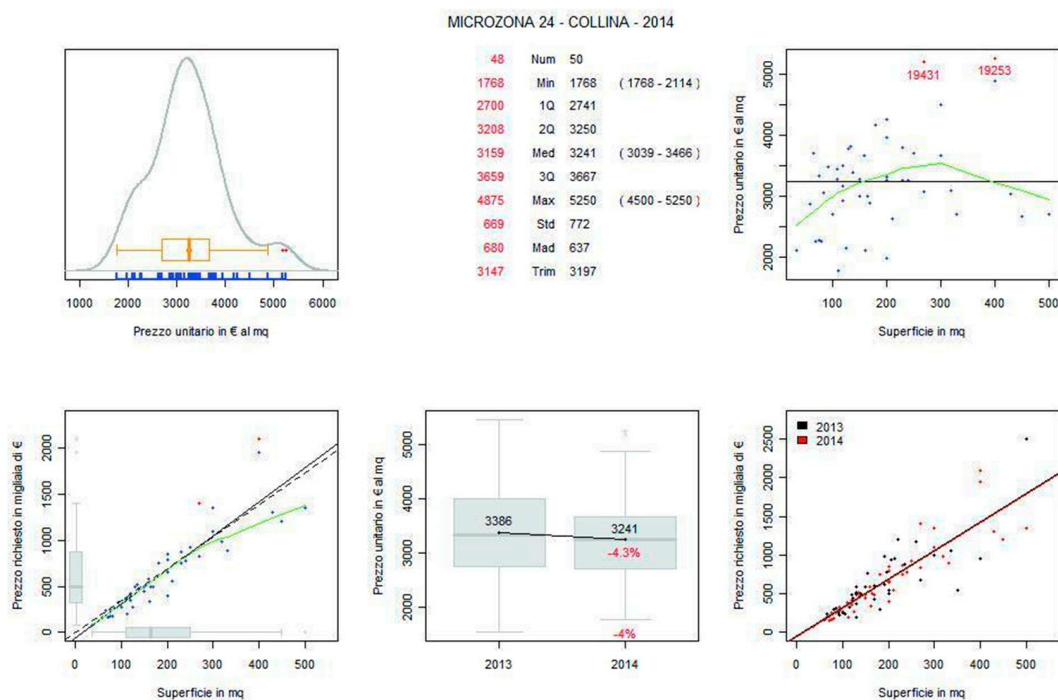 MICROZONA 24 - COLLINA - 2014
1000 2000 3000 4000 5000 6000
Prezzo unitario in € al mq
48 Num 50
1768 Min 1768 ( 1768 - 2114 )
2700 1Q 2741
3208 2Q 3250
3159 Med 3241 ( 3039 - 3466 )
3659 3Q 3667
4875 Max 5250 ( 4500 - 5250 )
669 Std 772
680 Mad 637
3147 Trim 3197
Prezzo unitario in € al mq
2000 3000 4000 5000
19431 19253
100 200 300 400 500
Superficie in mq
Prezzo richiesto in migliaia di €
0 500 1000 1500 2000
0 100 200 300 400 500
Superficie in mq
Prezzo unitario in € al mq
2000 3000 4000 5000
3386 3241
-4.3%
-4%
2013 2014
Prezzo richiesto in migliaia di €
0 500 1000 1500 2000 2500
2013
2014
0 100 200 300 400 500
Superficie in mq